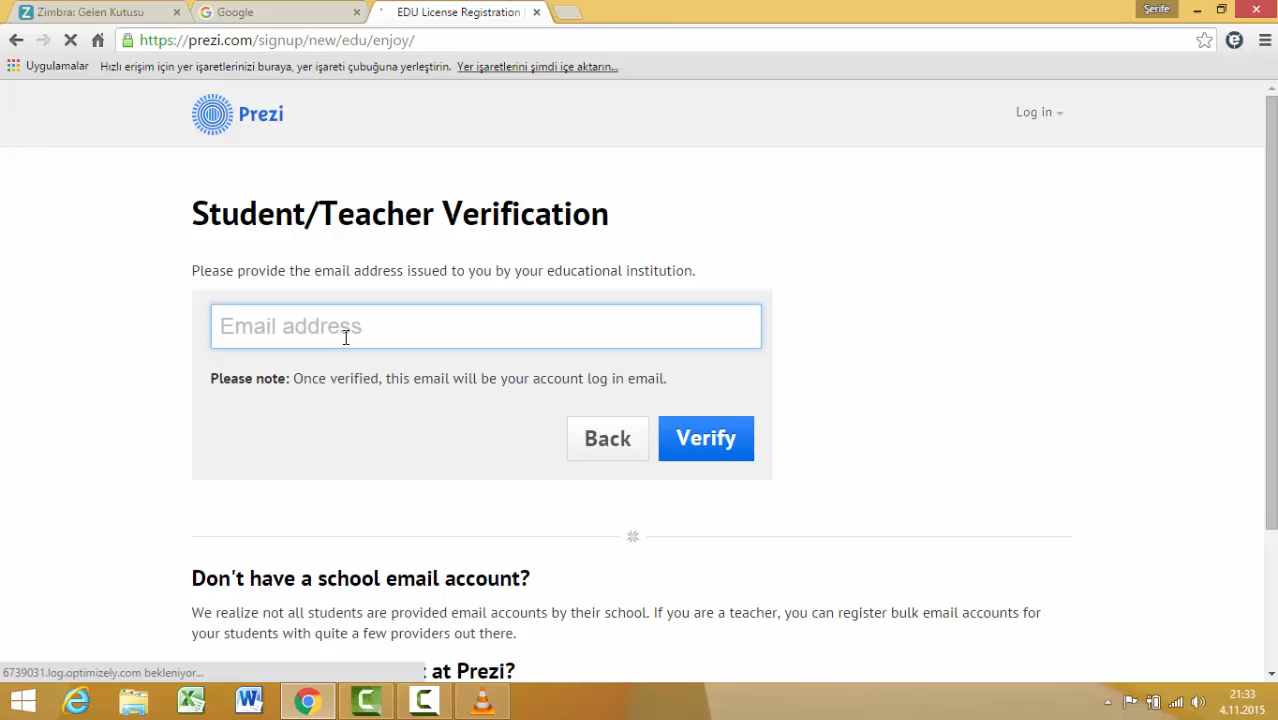 Zimbra: Gelen Kutusu
Google
EDU License Registration
Şerife
https://prezi.com/signup/new/edu/enjoy/
Uygulamalar
Hızlı erişim için yer işaretlerinizi buraya, yer işareti çubuğuna yerleştirin.
Yer işaretlerini şimdi içe aktarın...
Prezi
Log in
Student/Teacher Verification
Please provide the email address issued to you by your educational institution.
Email address
Please note: Once verified, this email will be your account log in email.
Back
Verify
Don't have a school email account?
We realize not all students are provided email accounts by their school. If you are a teacher, you can register bulk email accounts for
your students with quite a few providers out there.
at Prezi?
6739031.log.optimizely.com bekleniyor...
21:33
4.11.2015